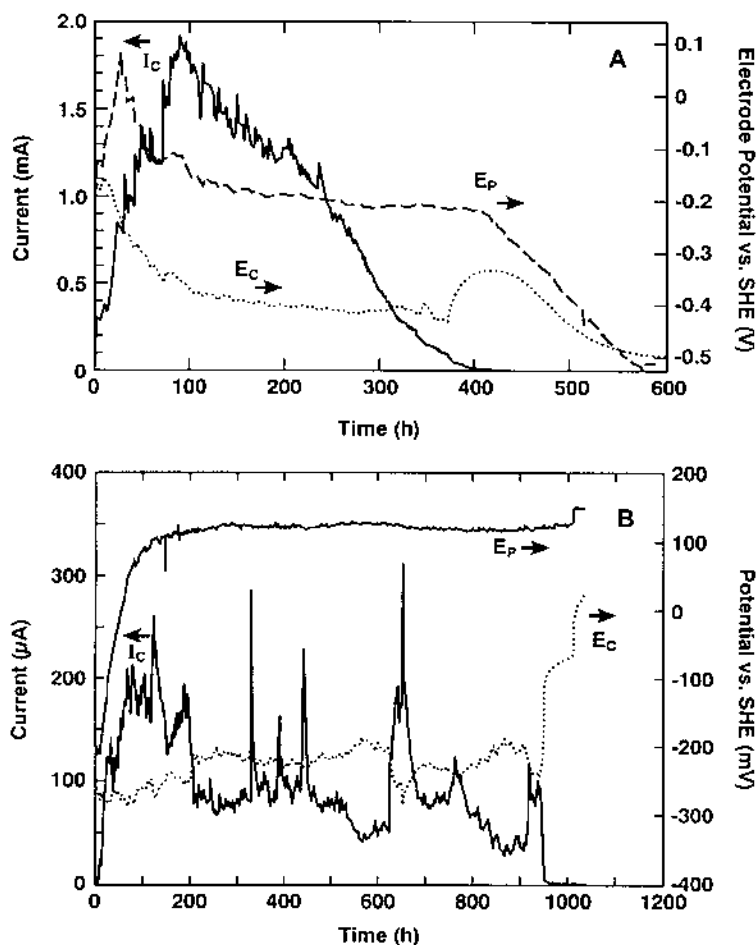 A
2.0
1.5
1.0
0.5
0
Current (mA)
0.1
0
-0.1
-0.2
-0.3
-0.4
-0.5
Electrode Potential vs. SHE (V)
I_C
E_P
E_C
0 100 200 300 400 500 600
Time (h)
B
400
350
300
200
100
0
Current (µA)
200
100
0
-100
-200
-300
-400
Potential vs. SHE (mV)
E_P
I_C
E_C
0 200 400 600 800 1000 1200
Time (h)